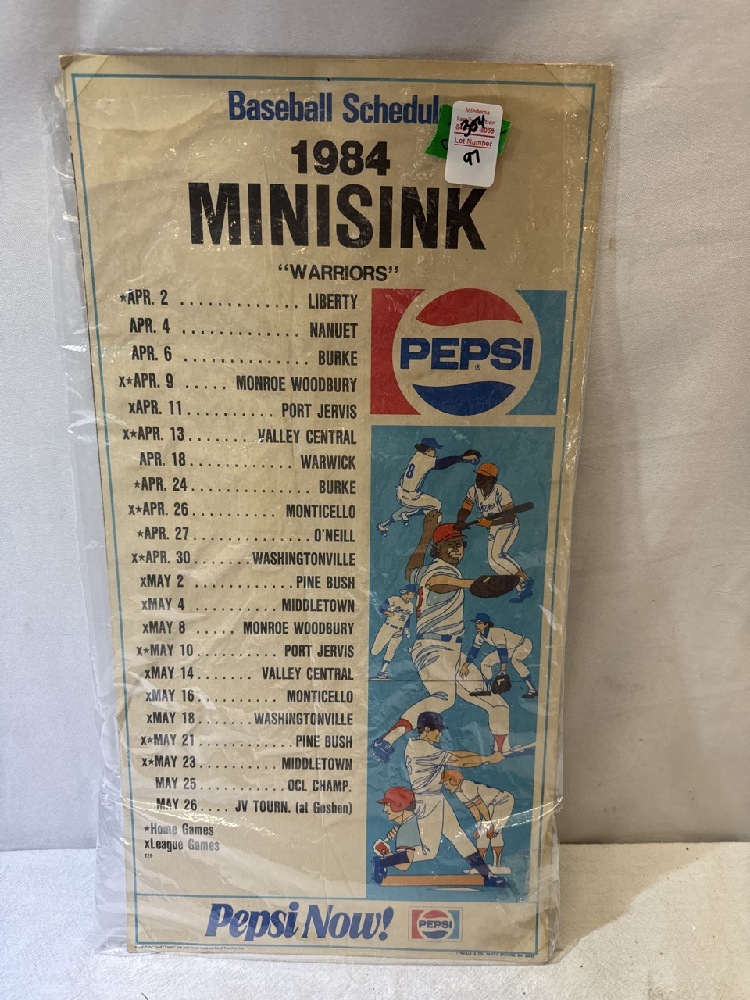 Baseball Schedul
1984
MINISINK
"WARRIORS"
★APR. 2 ............. LIBERTY
APR. 4 ............. NANUET
APR. 6 ............. BURKE
x★APR. 9 ..... MONROE WOODBURY
xAPR. 11 .......... PORT JERVIS
x★APR. 13 ........ VALLEY CENTRAL
APR. 18 ............ WARWICK
★APR. 24 ............. BURKE
x★APR. 26 .......... MONTICELLO
★APR. 27 ............. O'NEILL
x★APR. 30 ....... WASHINGTONVILLE
xMAY 2 ............ PINE BUSH
xMAY 4 .......... MIDDLETOWN
xMAY 8 ..... MONROE WOODBURY
x★MAY 10 .......... PORT JERVIS
xMAY 14 ....... VALLEY CENTRAL
xMAY 16 .......... MONTICELLO
xMAY 18 ....... WASHINGTONVILLE
x★MAY 21 ............ PINE BUSH
x★MAY 23 .......... MIDDLETOWN
MAY 25 .......... OCL CHAMP.
MAY 26 .... JV TOURN. (at Goshen)
★Home Games
xLeague Games
PEPSI
8
Pepsi Now!
PEPSI
Lot Number
97